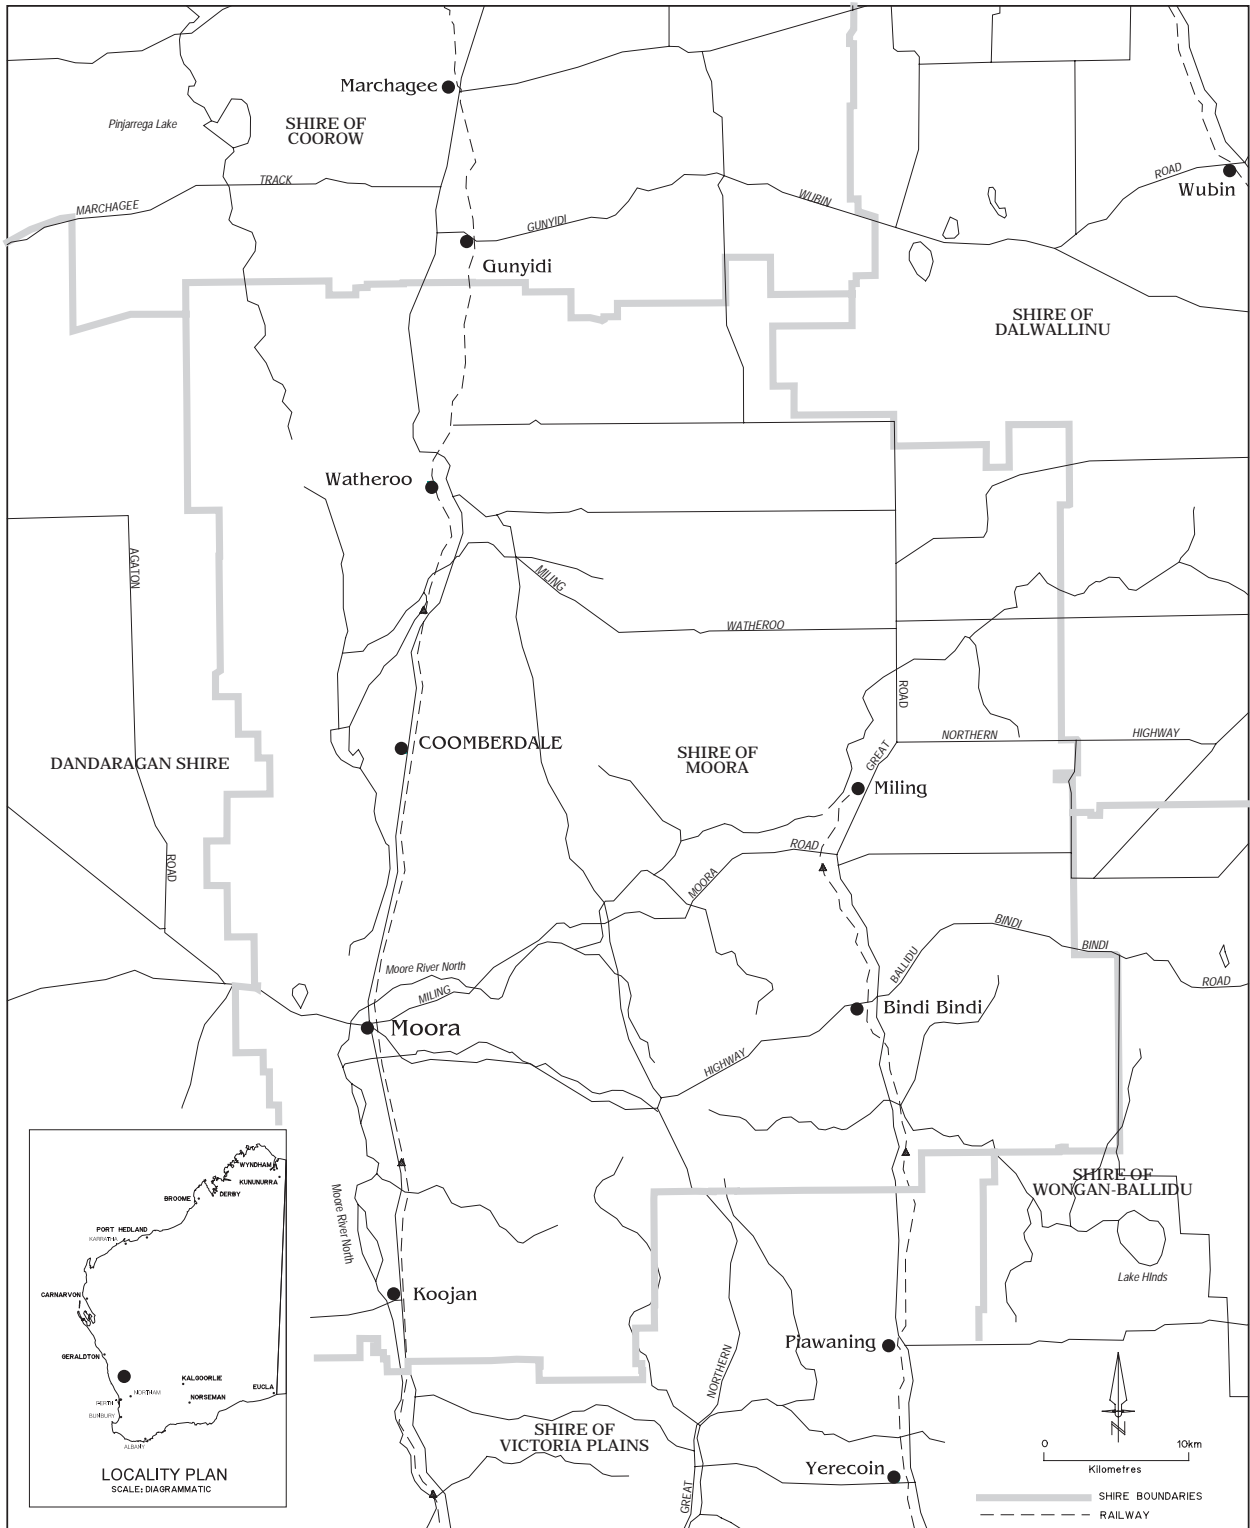 Marchagee
Pinjarrega Lake
SHIRE OF
COOROW
TRACK
MARCHAGEE
ROAD
Wubin
WUBIN
GUNYIDI
Gunyidi
SHIRE OF
DALWALLINU
Watheroo
AGATON
MILING
WATHEROO
ROAD
NORTHERN
HIGHWAY
COOMBERDALE
SHIRE OF
MOORA
GREAT
DANDARAGAN SHIRE
Miling
ROAD
ROAD
MOORA
BINDI
BINDI
BALLIDU
ROAD
Moore River North
MILING
Bindi Bindi
Moora
HIGHWAY
SHIRE OF
WONGAN-BALLIDU
Moore River North
Lake HInds
Koojan
Piawaning
NORTHERN
SHIRE OF
VICTORIA PLAINS
Yerecoin
GREAT
WYNDHAM
KUNUNURRA
DERBY
BROOME
PORT HEDLAND
KARRATHA
CARNARVON
GERALDTON
KALGOORLIE
EUCLA
NORTHAM
NORSEMAN
PERTH
BUNBURY
ALBANY
LOCALITY PLAN
SCALE: DIAGRAMMATIC
N
0 10km
Kilometres
SHIRE BOUNDARIES
RAILWAY